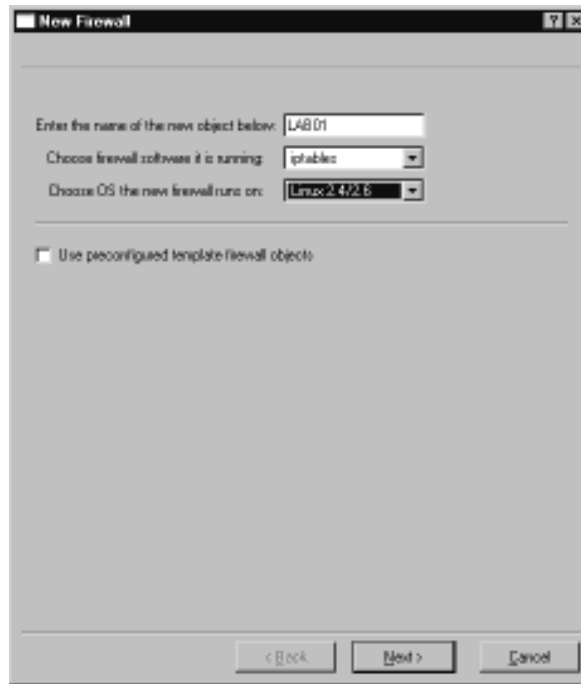 New Firewall
Enter the name of the new object below: LAB01
Choose firewall software it is running: iptables
Choose OS the new firewall runs on: Linux 2.4/2.6
Use preconfigured template firewall objects
< Back Next > Cancel